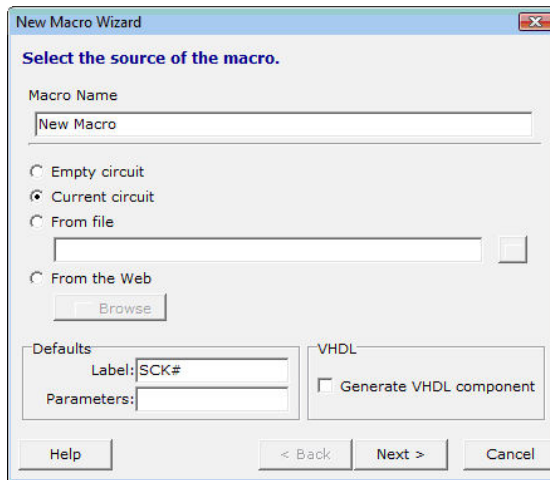 New Macro Wizard
Select the source of the macro.
Macro Name
New Macro
Empty circuit
Current circuit
From file
From the Web
Browse
Defaults
Label: SCK#
Parameters:
VHDL
Generate VHDL component
Help
< Back
Next >
Cancel